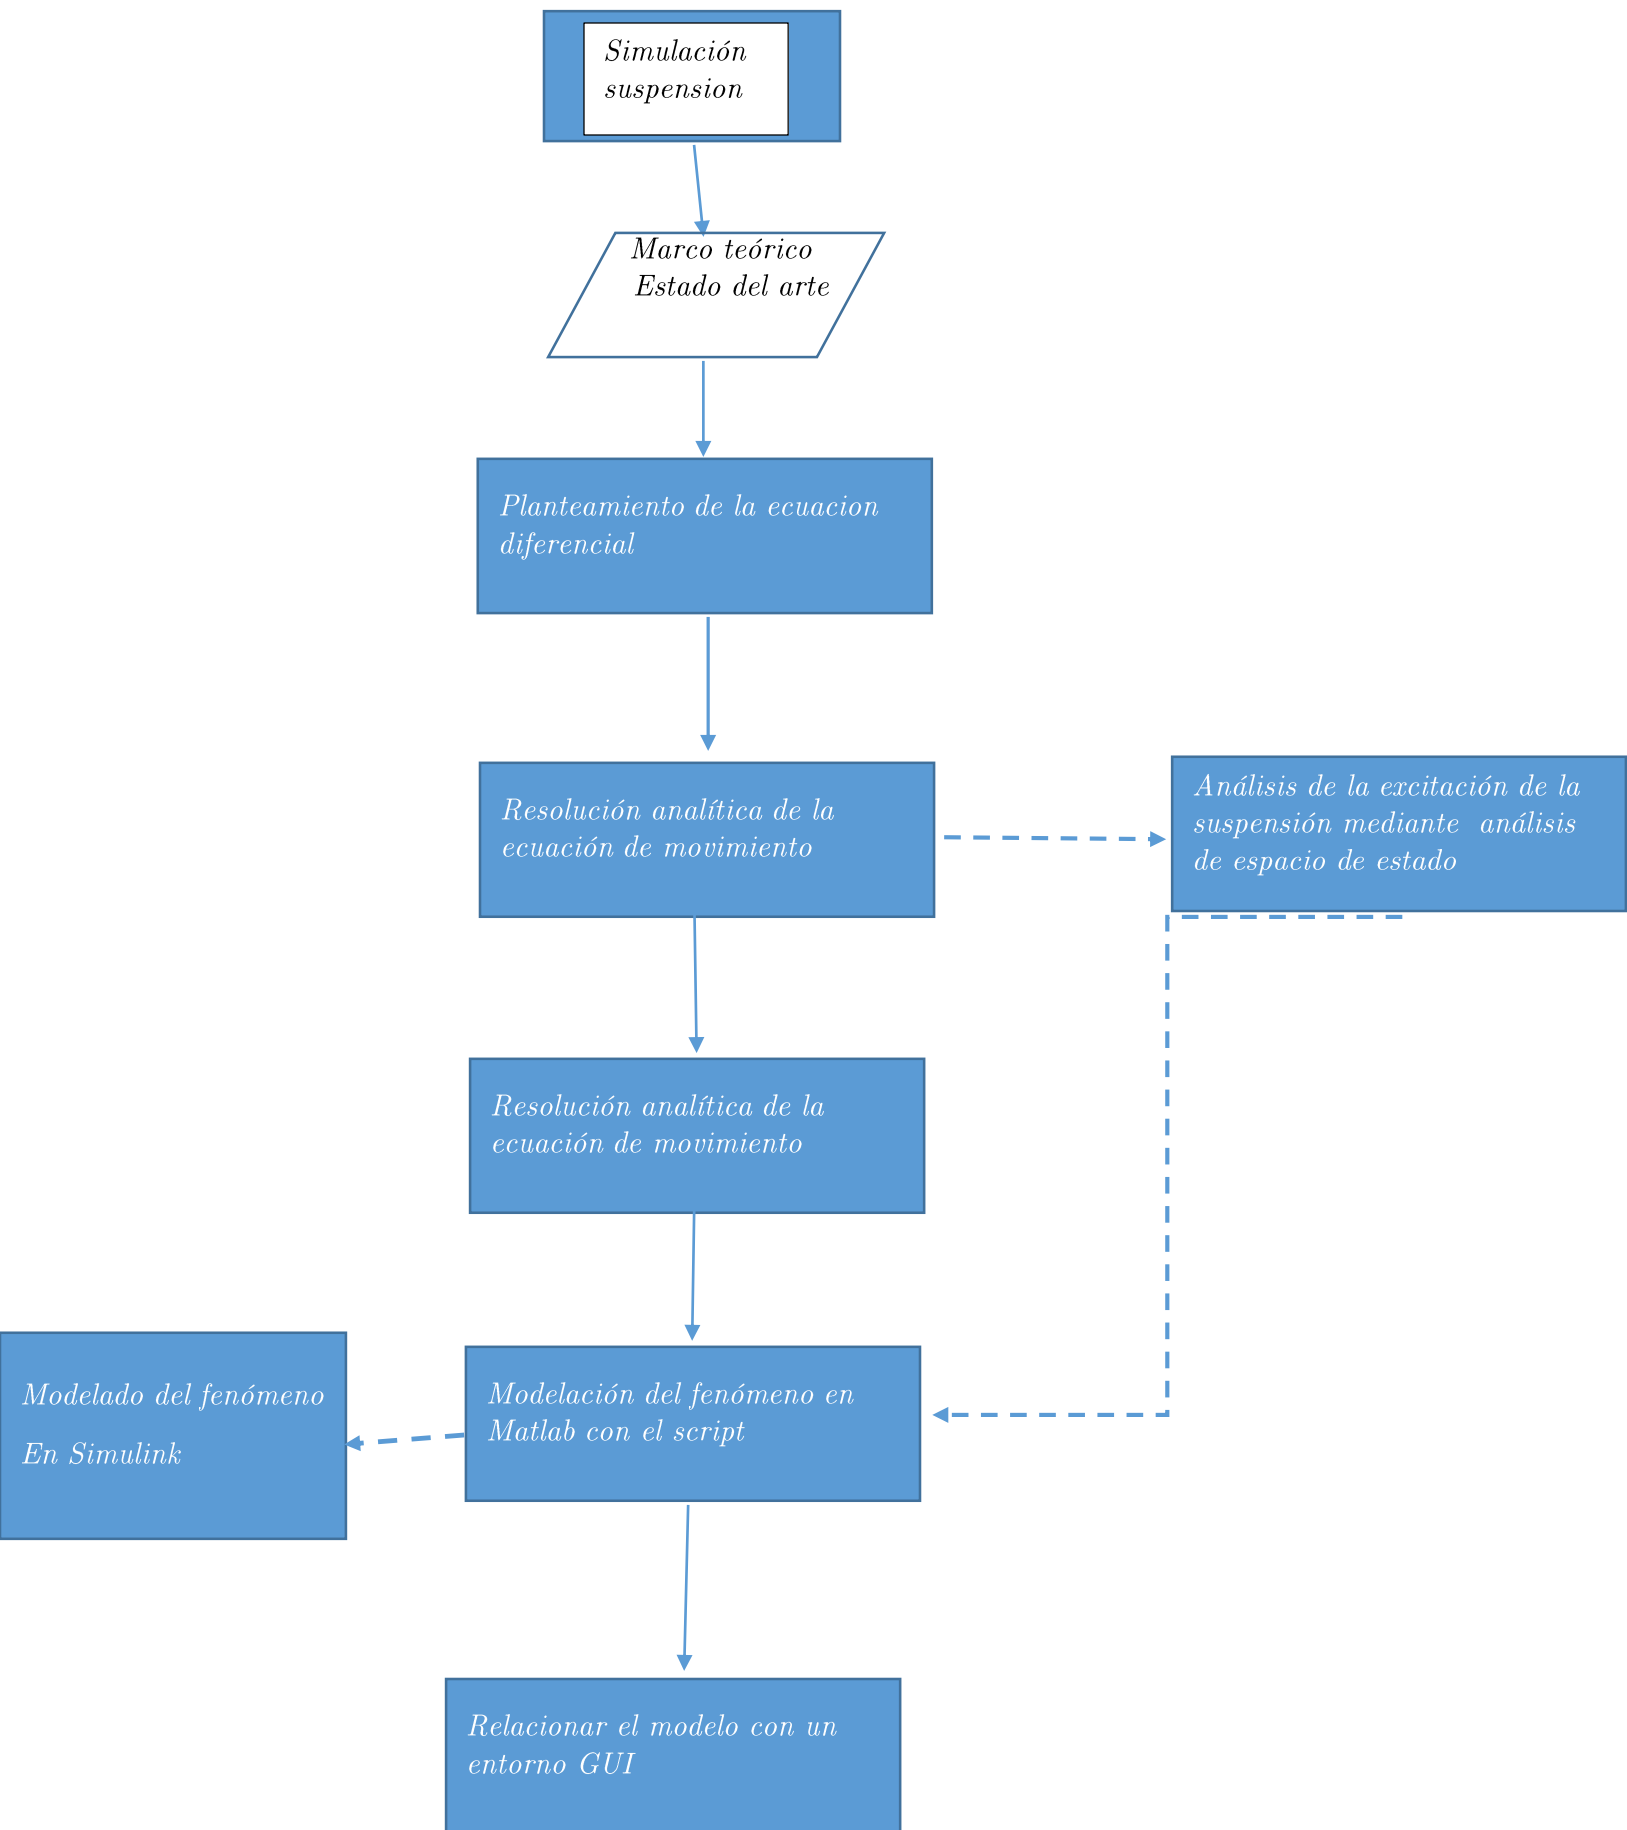 Simulación
suspension
Marco teórico
Estado del arte
Planteamiento de la ecuacion
diferencial
Resolución analítica de la
ecuación de movimiento
Análisis de la excitación de la
suspensión mediante  análisis
de espacio de estado
Resolución analítica de la
ecuación de movimiento
Modelado del fenómeno
En Simulink
Modelación del fenómeno en
Matlab con el script
Relacionar el modelo con un
entorno GUI